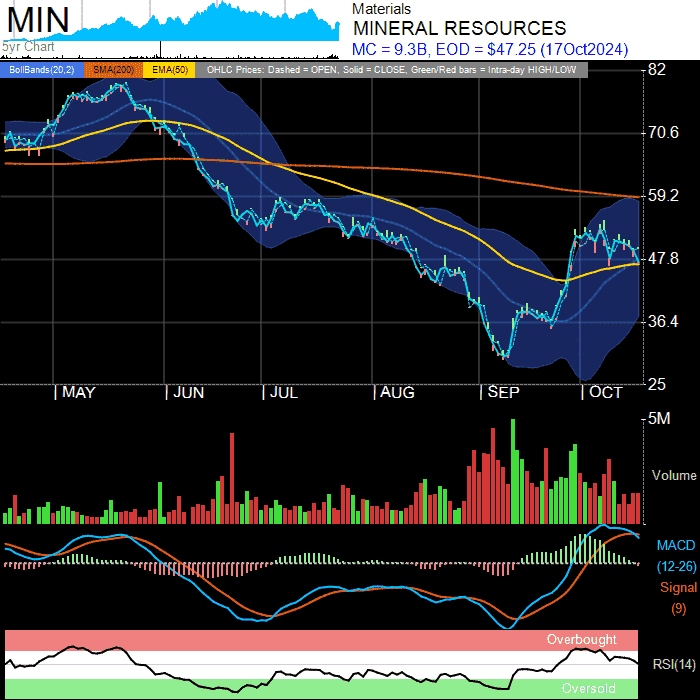 MIN
5yr Chart
Materials
MINERAL RESOURCES
MC = 9.3B, EOD = $47.25 (17Oct2024)
BollBands(20,2) SMA(200) EMA(50) OHLC Prices: Dashed = OPEN, Solid = CLOSE, Green/Red bars = Intra-day HIGH/LOW
82
70.6
59.2
47.8
36.4
25
| MAY | JUN | JUL | AUG | SEP | OCT
5M
Volume
MACD
(12-26)
Signal
(9)
Overbought
RSI(14)
Oversold